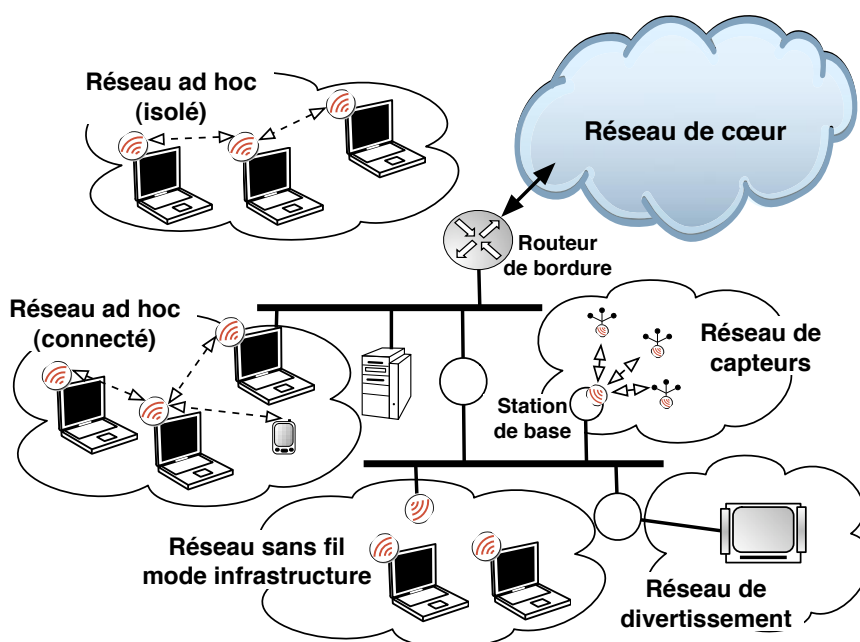 Réseau ad hoc
(isolé)
Réseau de cœur
Routeur
de bordure
Réseau ad hoc
(connecté)
Réseau de
capteurs
Station
de base
Réseau sans fil
mode infrastructure
Réseau de
divertissement